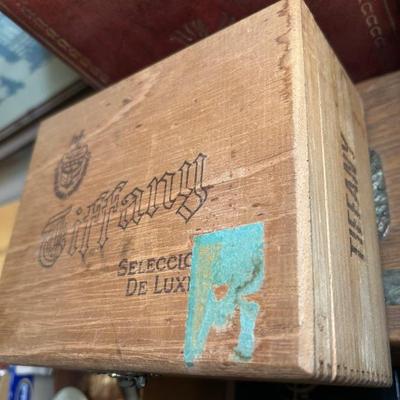 Tiffany
SELECCIO
DE LUX
TIFFANY